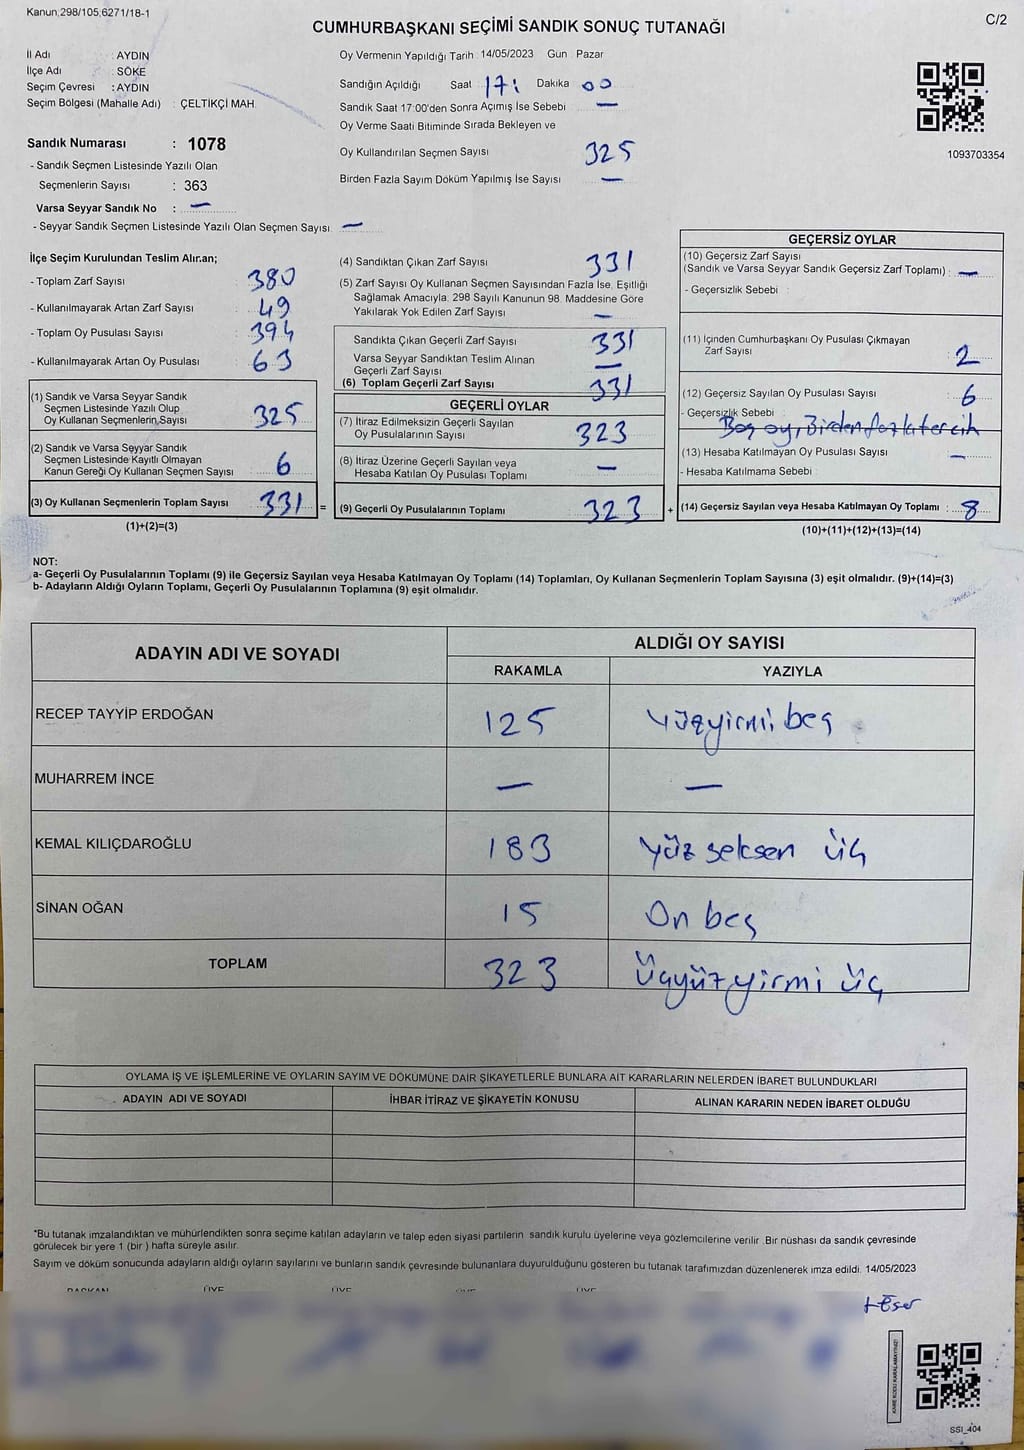 Kanun;298/105,6271/18-1
C/2
CUMHURBAŞKANI SEÇİMİ SANDIK SONUÇ TUTANAĞI
İl Adı : AYDIN
İlçe Adı : SÖKE
Seçim Çevresi : AYDIN
Seçim Bölgesi (Mahalle Adı) : ÇELTİKÇİ MAH.
Sandık Numarası : 1078
- Sandık Seçmen Listesinde Yazılı Olan
Seçmenlerin Sayısı : 363
Varsa Seyyar Sandık No : —
- Seyyar Sandık Seçmen Listesinde Yazılı Olan Seçmen Sayısı: —
Oy Vermenin Yapıldığı Tarih : 14/05/2023 Gün Pazar
Sandığın Açıldığı Saat 17: Dakika 00
Sandık Saat 17:00'den Sonra Açımış İse Sebebi —
Oy Verme Saati Bitiminde Sırada Bekleyen ve
Oy Kullandırılan Seçmen Sayısı 325
Birden Fazla Sayım Döküm Yapılmış İse Sayısı —
1093703354
İlçe Seçim Kurulundan Teslim Alır.an;
- Toplam Zarf Sayısı : 380
- Kullanılmayarak Artan Zarf Sayısı : 49
- Toplam Oy Pusulası Sayısı : 394
- Kullanılmayarak Artan Oy Pusulası : 63
(1) Sandık ve Varsa Seyyar Sandık
Seçmen Listesinde Yazılı Olup
Oy Kullanan Seçmenlerin Sayısı : 325
(2) Sandık ve Varsa Seyyar Sandık
Seçmen Listesinde Kayıtlı Olmayan
Kanun Gereği Oy Kullanan Seçmen Sayısı : 6
(3) Oy Kullanan Seçmenlerin Toplam Sayısı : 331 =
(1)+(2)=(3)
(4) Sandıktan Çıkan Zarf Sayısı : 331
(5) Zarf Sayısı Oy Kullanan Seçmen Sayısından Fazla İse, Eşitliği
Sağlamak Amacıyla; 298 Sayılı Kanunun 98. Maddesine Göre
Yakılarak Yok Edilen Zarf Sayısı : —
Sandıkta Çıkan Geçerli Zarf Sayısı : 331
Varsa Seyyar Sandıktan Teslim Alınan
Geçerli Zarf Sayısı : —
(6) Toplam Geçerli Zarf Sayısı : 331
GEÇERLİ OYLAR
(7) İtiraz Edilmeksizin Geçerli Sayılan
Oy Pusulalarının Sayısı : 323
(8) İtiraz Üzerine Geçerli Sayılan veya
Hesaba Katılan Oy Pusulası Toplamı : —
(9) Geçerli Oy Pusulalarının Toplamı : 323 +
GEÇERSİZ OYLAR
(10) Geçersiz Zarf Sayısı
(Sandık ve Varsa Seyyar Sandık Geçersiz Zarf Toplamı) : —
- Geçersizlik Sebebi :
(11) İçinden Cumhurbaşkanı Oy Pusulası Çıkmayan
Zarf Sayısı : 2
(12) Geçersiz Sayılan Oy Pusulası Sayısı : 6
- Geçersizlik Sebebi : Boş oy, Birden fazla tercih
(13) Hesaba Katılmayan Oy Pusulası Sayısı : —
- Hesaba Katılmama Sebebi :
(14) Geçersiz Sayılan veya Hesaba Katılmayan Oy Toplamı : 8
(10)+(11)+(12)+(13)=(14)
NOT:
a- Geçerli Oy Pusulalarının Toplamı (9) ile Geçersiz Sayılan veya Hesaba Katılmayan Oy Toplamı (14) Toplamları, Oy Kullanan Seçmenlerin Toplam Sayısına (3) eşit olmalıdır. (9)+(14)=(3)
b- Adayların Aldığı Oyların Toplamı, Geçerli Oy Pusulalarının Toplamına (9) eşit olmalıdır.
ADAYIN ADI VE SOYADI
ALDIĞI OY SAYISI
RAKAMLA YAZIYLA
RECEP TAYYİP ERDOĞAN 125 yüzyirmi beş
MUHARREM İNCE — —
KEMAL KILIÇDAROĞLU 183 yüz seksen üç
SİNAN OĞAN 15 On beş
TOPLAM 323 Üçyüz yirmi üç
OYLAMA İŞ VE İŞLEMLERİNE VE OYLARIN SAYIM VE DÖKÜMÜNE DAİR ŞİKAYETLERLE BUNLARA AİT KARARLARIN NELERDEN İBARET BULUNDUKLARI
ADAYIN ADI VE SOYADI İHBAR İTİRAZ VE ŞİKAYETİN KONUSU ALINAN KARARIN NEDEN İBARET OLDUĞU
*Bu tutanak imzalandıktan ve mühürlendikten sonra seçime katılan adayların ve talep eden siyasi partilerin sandık kurulu üyelerine veya gözlemcilerine verilir .Bir nüshası da sandık çevresinde
görülecek bir yere 1 (bir ) hafta süreyle asılır.
Sayım ve döküm sonucunda adayların aldığı oyların sayılarını ve bunların sandık çevresinde bulunanlara duyurulduğunu gösteren bu tutanak tarafımızdan düzenlenerek imza edildi. 14/05/2023
BAŞKAN ÜYE ÜYE ÜYE ÜYE
KARE KODU KARALAMAYINIZ!
SSI_404